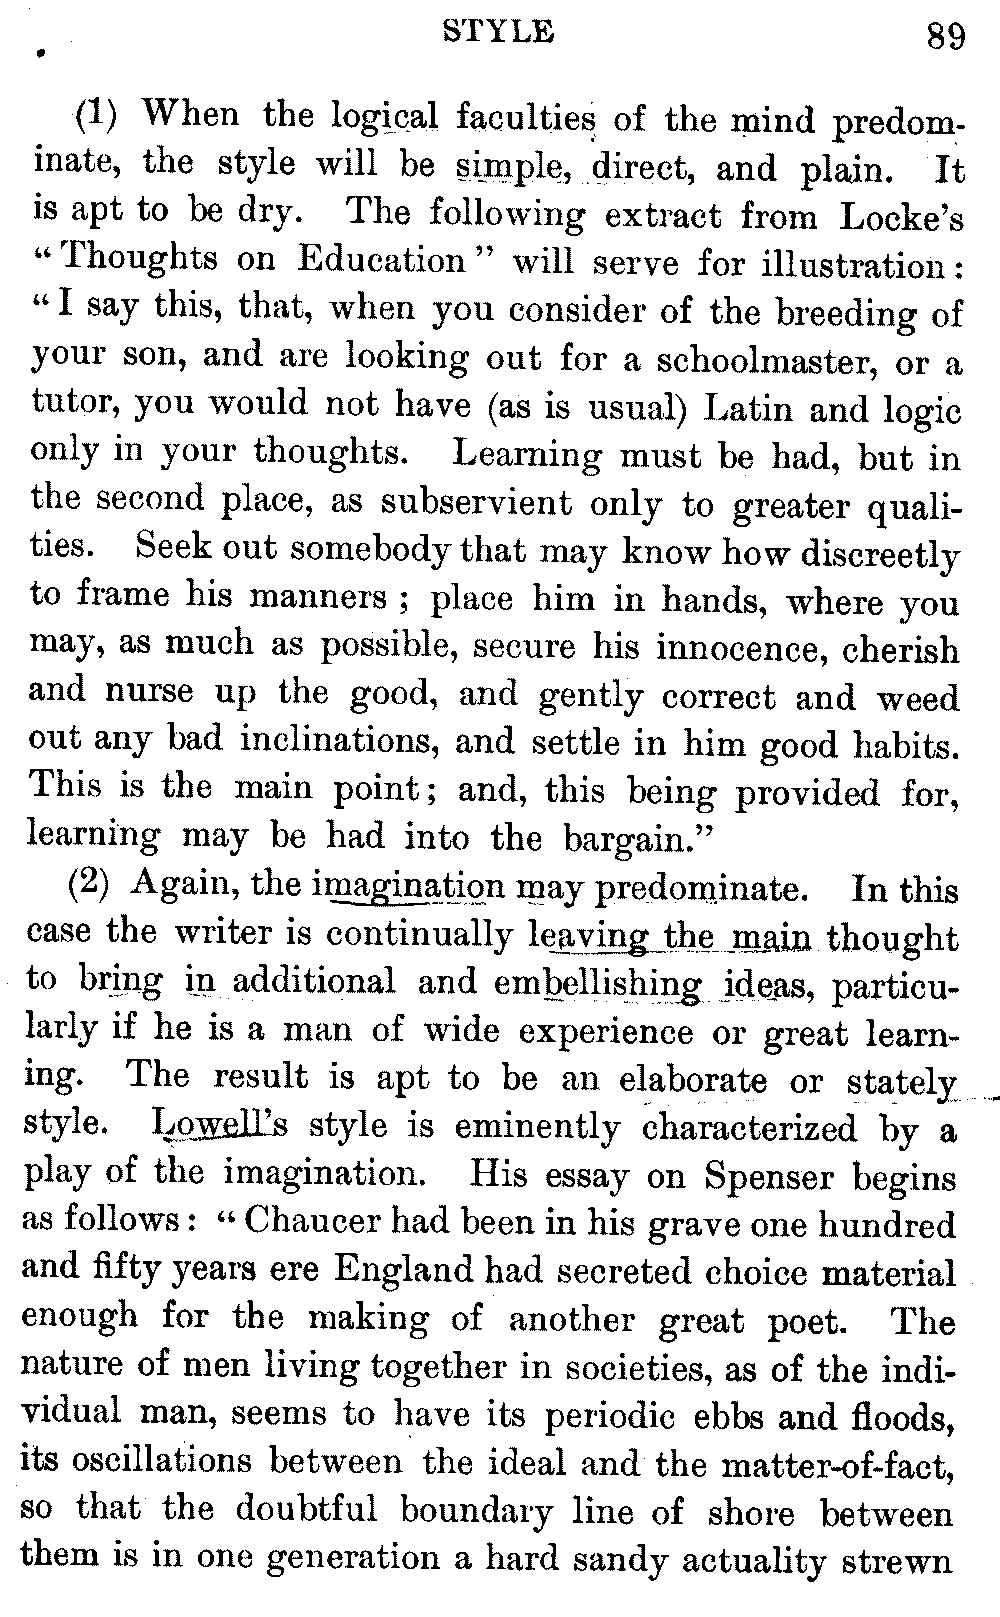 STYLE 89
(1) When the logical faculties of the mind predom-
inate, the style will be simple, direct, and plain. It
is apt to be dry. The following extract from Locke's
“Thoughts on Education” will serve for illustration:
“I say this, that, when you consider of the breeding of
your son, and are looking out for a schoolmaster, or a
tutor, you would not have (as is usual) Latin and logic
only in your thoughts. Learning must be had, but in
the second place, as subservient only to greater quali-
ties. Seek out somebody that may know how discreetly
to frame his manners ; place him in hands, where you
may, as much as possible, secure his innocence, cherish
and nurse up the good, and gently correct and weed
out any bad inclinations, and settle in him good habits.
This is the main point; and, this being provided for,
learning may be had into the bargain.”
(2) Again, the imagination may predominate. In this
case the writer is continually leaving the main thought
to bring in additional and embellishing ideas, particu-
larly if he is a man of wide experience or great learn-
ing. The result is apt to be an elaborate or stately
style. Lowell's style is eminently characterized by a
play of the imagination. His essay on Spenser begins
as follows: “Chaucer had been in his grave one hundred
and fifty years ere England had secreted choice material
enough for the making of another great poet. The
nature of men living together in societies, as of the indi-
vidual man, seems to have its periodic ebbs and floods,
its oscillations between the ideal and the matter-of-fact,
so that the doubtful boundary line of shore between
them is in one generation a hard sandy actuality strewn